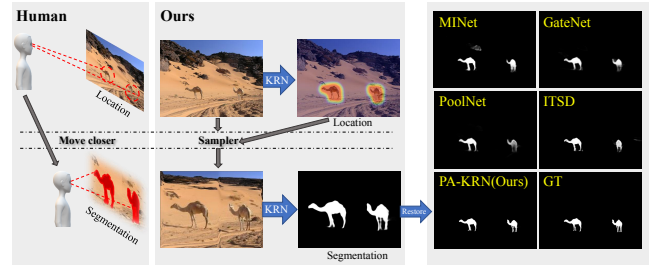 Human
Location
Move closer
Segmentation
Ours
KRN
Location
Sampler
KRN
Segmentation
Restore
MINet
GateNet
PoolNet
ITSD
PA-KRN(Ours)
GT